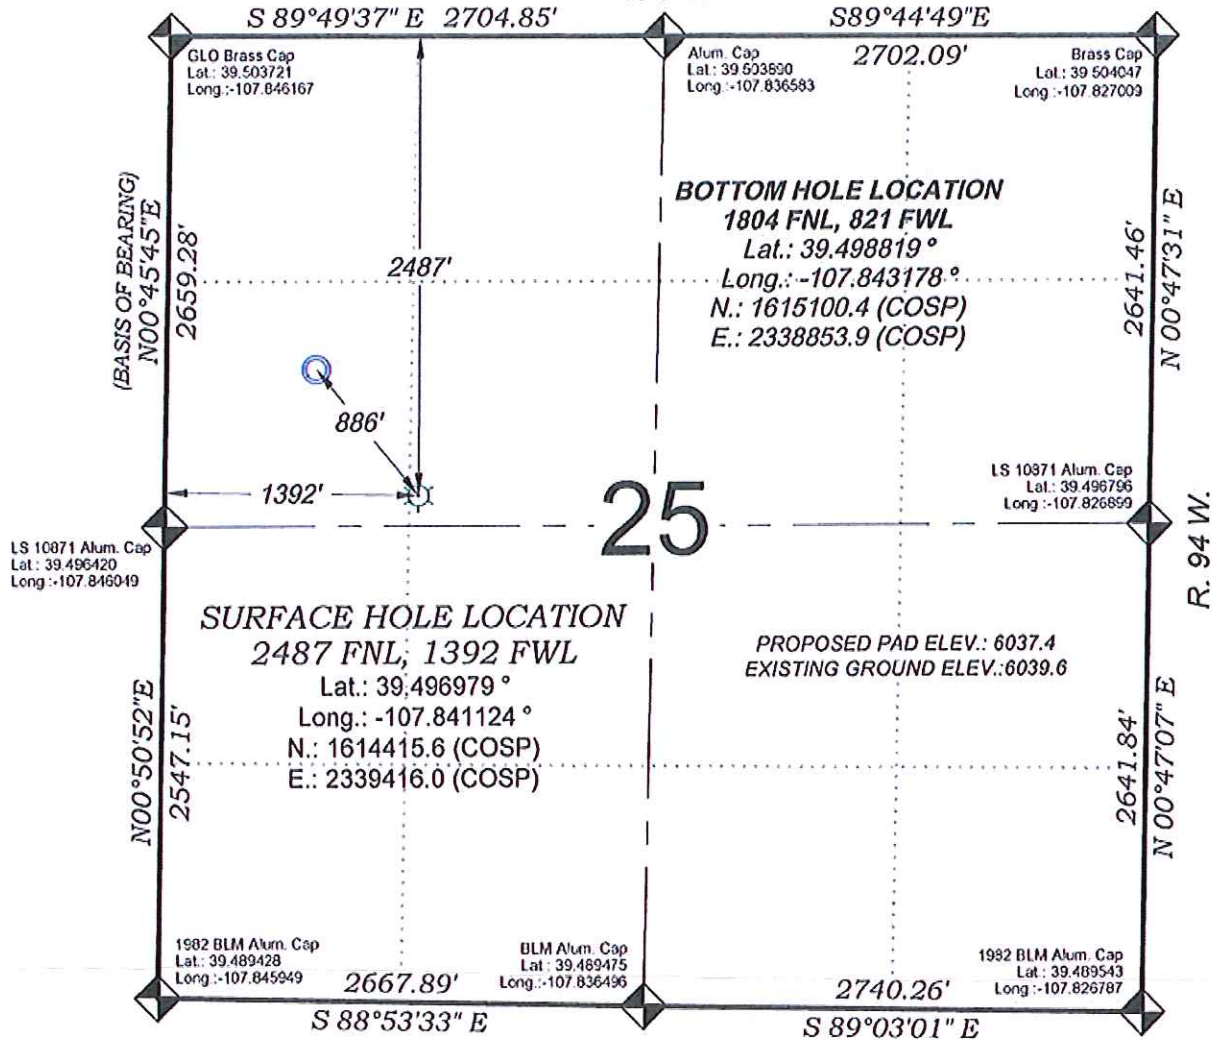 S 89°49'37" E 2704.85'
S89°44'49"E
2702.09'
GLO Brass Cap
Lat.: 39.503721
Long.:-107.846167
Alum. Cap
Lat.: 39 503890
Long.:-107.836583
Brass Cap
Lat.: 39 504047
Long.:-107.827009
(BASIS OF BEARING)
N00°45'45"E
2659.28'
BOTTOM HOLE LOCATION
1804 FNL, 821 FWL
Lat.: 39.498819 °
Long.: -107.843178 °
N.: 1615100.4 (COSP)
E.: 2338853.9 (COSP)
2641.46'
N 00°47'31" E
2487'
886'
1392'
25
LS 10871 Alum. Cap
Lat.: 39.496796
Long :-107.826899
R. 94 W.
LS 10871 Alum. Cap
Lat : 39.496420
Long :-107.846049
SURFACE HOLE LOCATION
2487 FNL, 1392 FWL
Lat.: 39.496979 °
Long.: -107.841124 °
N.: 1614415.6 (COSP)
E.: 2339416.0 (COSP)
PROPOSED PAD ELEV.: 6037.4
EXISTING GROUND ELEV.:6039.6
N00°50'52"E
2547.15'
2641.84'
N 00°47'07" E
1982 BLM Alum. Cap
Lat.: 39.489428
Long.:-107.845949
BLM Alum. Cap
Lat : 39.489475
Long.:-107.836496
1982 BLM Alum. Cap
Lat : 39.489543
Long.:-107.826787
2667.89'
S 88°53'33" E
2740.26'
S 89°03'01" E